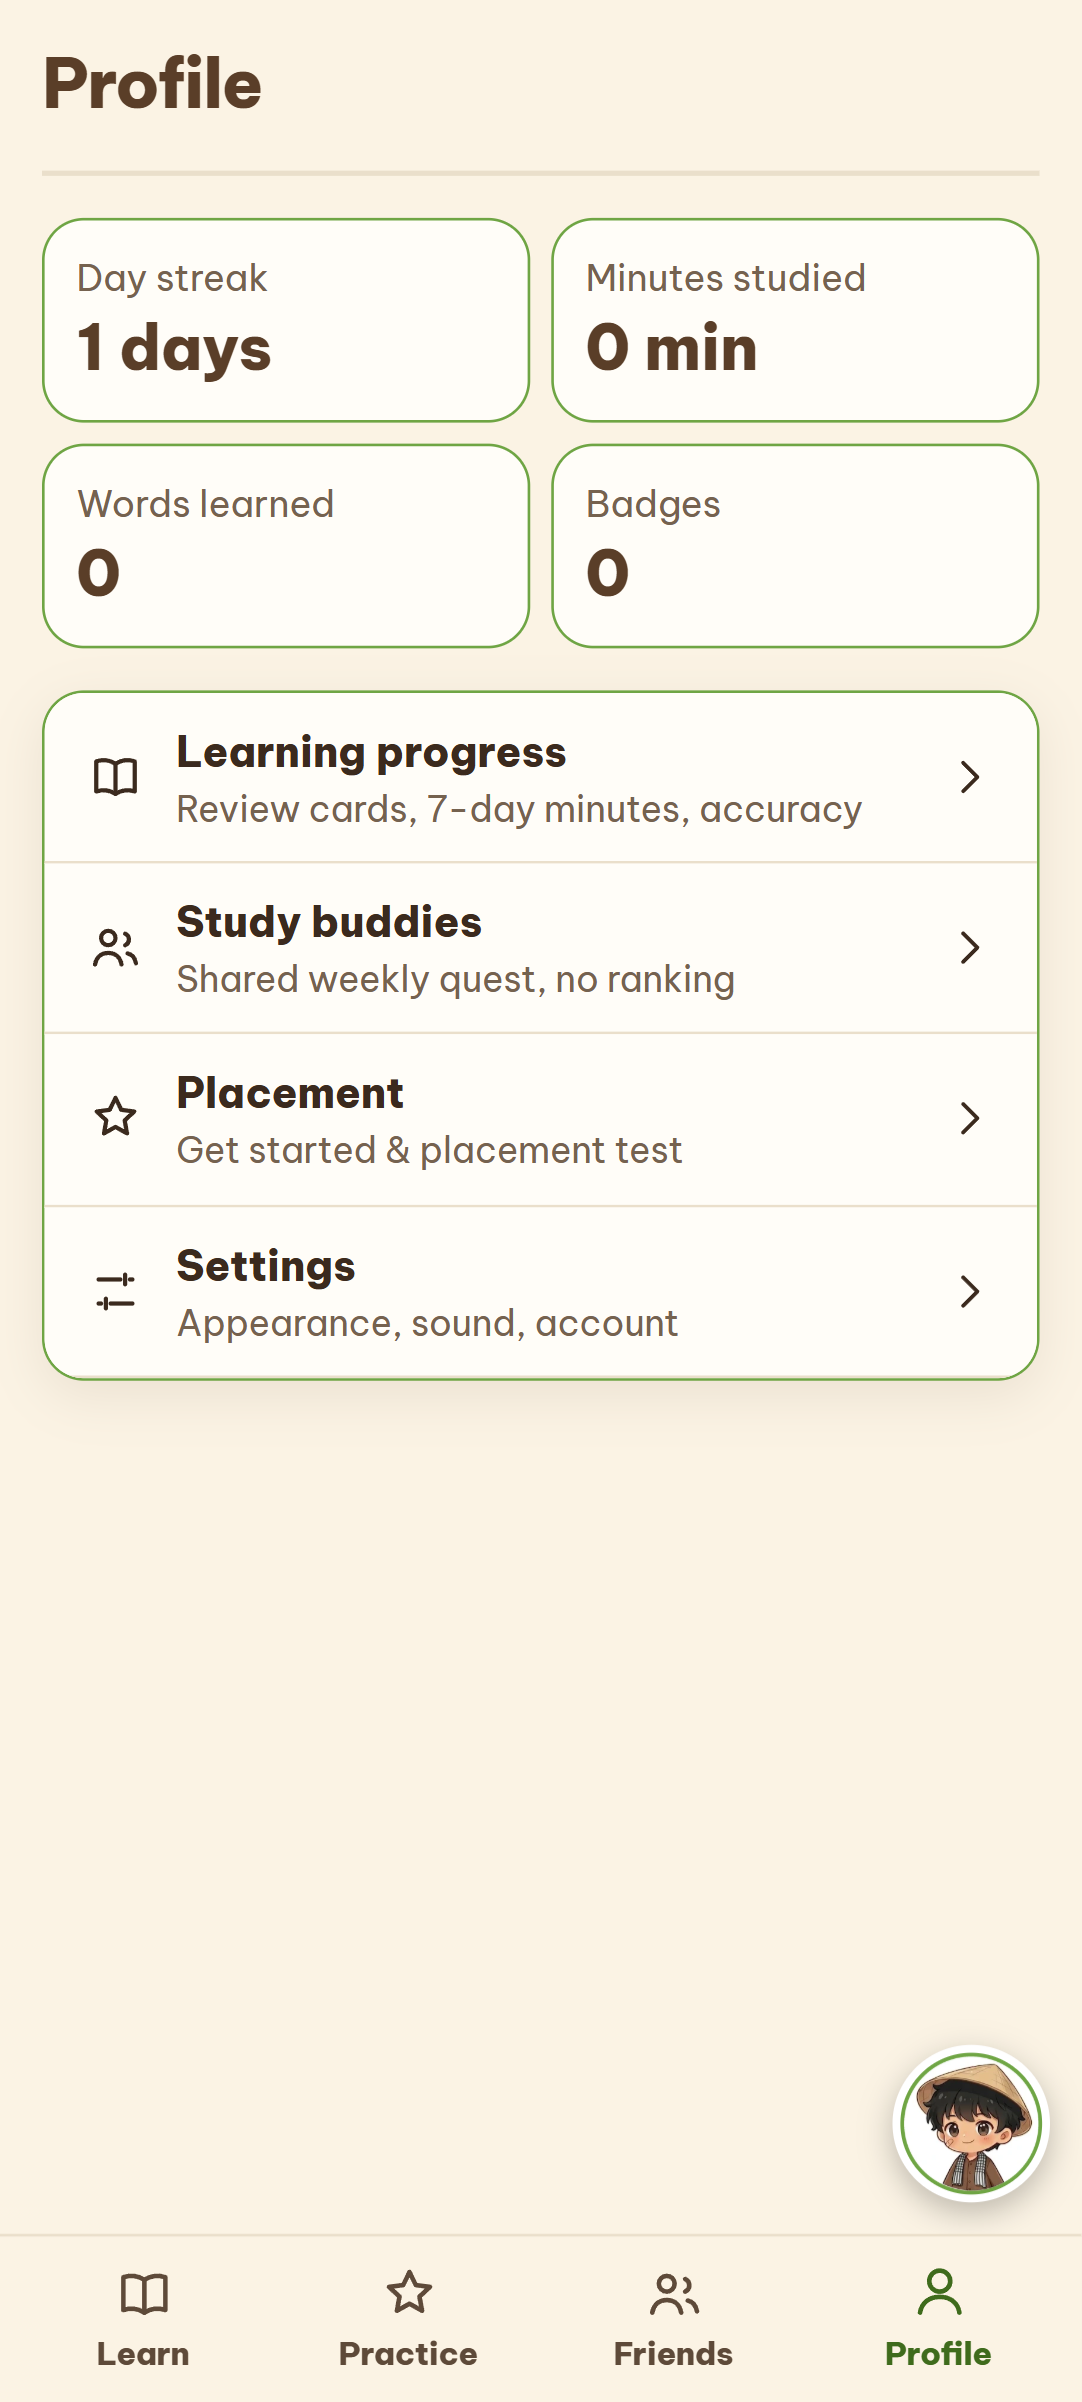 Profile
Day streak
1 days
Minutes studied
0 min
Words learned
0
Badges
0
Learning progress
Review cards, 7-day minutes, accuracy
Study buddies
Shared weekly quest, no ranking
Placement
Get started & placement test
Settings
Appearance, sound, account
Learn
Practice
Friends
Profile